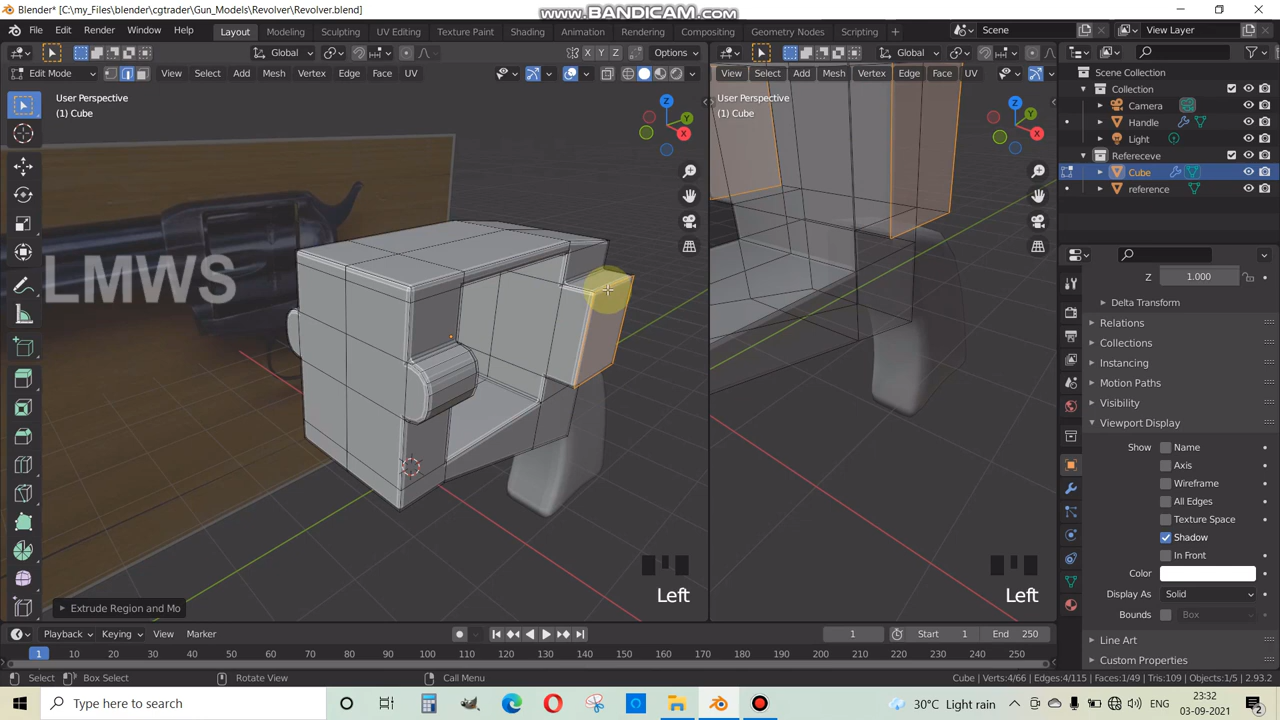 Blender* [C:\my_Files\blender\cgtrader\Gun_Models\Revolver\Revolver.blend]
www.BANDICAM.com
File Edit Render Window Help
Layout Modeling Sculpting UV Editing Texture Paint Shading Animation Rendering Compositing Geometry Nodes Scripting +
Scene View Layer
Global X Y Z Options Global
Edit Mode View Select Add Mesh Vertex Edge Face UV
View Select Add Mesh Vertex Edge Face UV
User Perspective
(1) Cube
Z
Y
X
LMWS
Left
Extrude Region and Mo
User Perspective
(1) Cube
Z
Y
X
Left
Scene Collection
Collection
Camera
Handle
Light
Refereceve
Cube
reference
Z 1.000
Delta Transform
Relations
Collections
Instancing
Motion Paths
Visibility
Viewport Display
Show Name
Axis
Wireframe
All Edges
Texture Space
Shadow
In Front
Color
Display As Solid
Bounds Box
Line Art
Custom Properties
Playback Keying View Marker 1 Start 1 End 250
1 10 20 30 40 50 60 70 80 90 100 110 120 130 140 150 160 170 180 190 200 210 220 230 240 250
Select Box Select Rotate View Call Menu Cube | Verts:4/66 | Edges:4/115 | Faces:1/49 | Tris:109 | Objects:1/5 | 2.93.2
Type here to search
30°C Light rain
ENG
23:32
03-09-2021
2